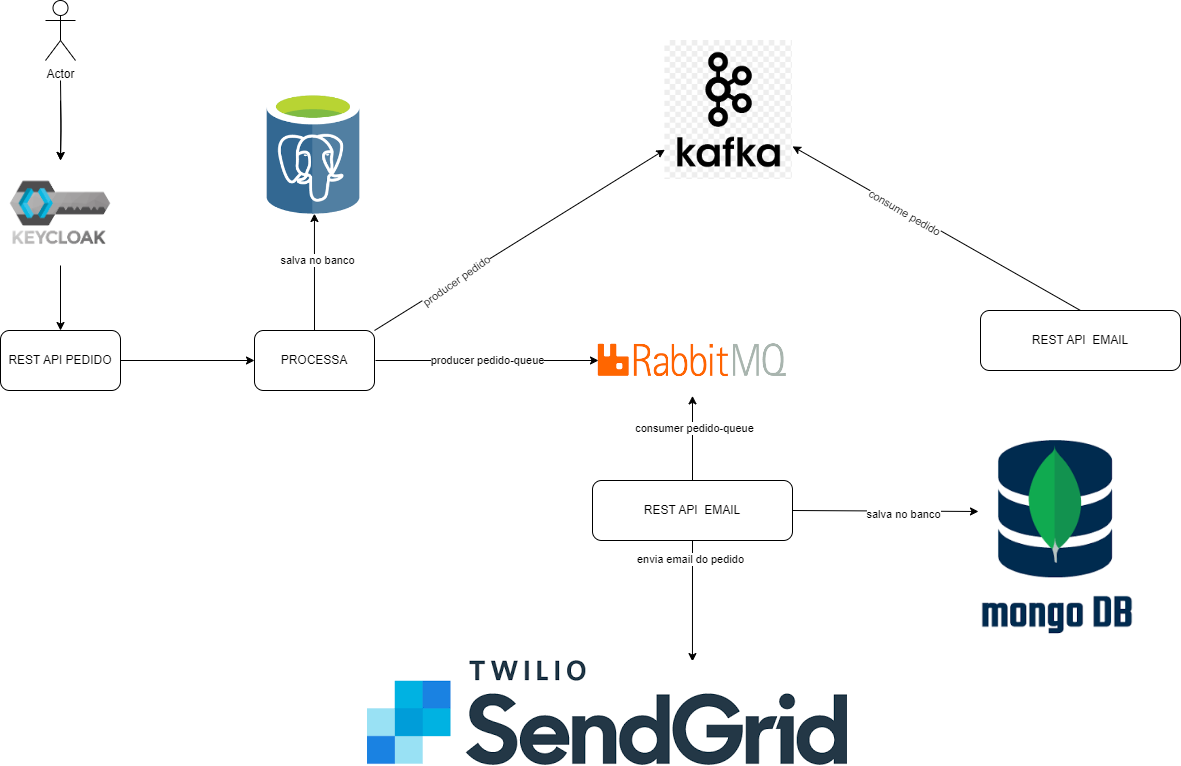 Actor
kafka
KEYCLOAK
consume pedido
salva no banco
producer pedido
REST API PEDIDO
PROCESSA
producer pedido-queue
RabbitMQ
REST API  EMAIL
consumer pedido-queue
REST API  EMAIL
salva no banco
envia email do pedido
mongo DB
TWILIO
SendGrid